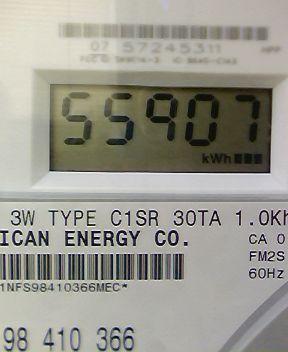 07 57245311
55907
kWh
3W TYPE C1SR 30TA 1.0Kh
ICAN ENERGY CO.
CA 0
FM2S
60Hz
1NFS98410366MEC*
98 410 366